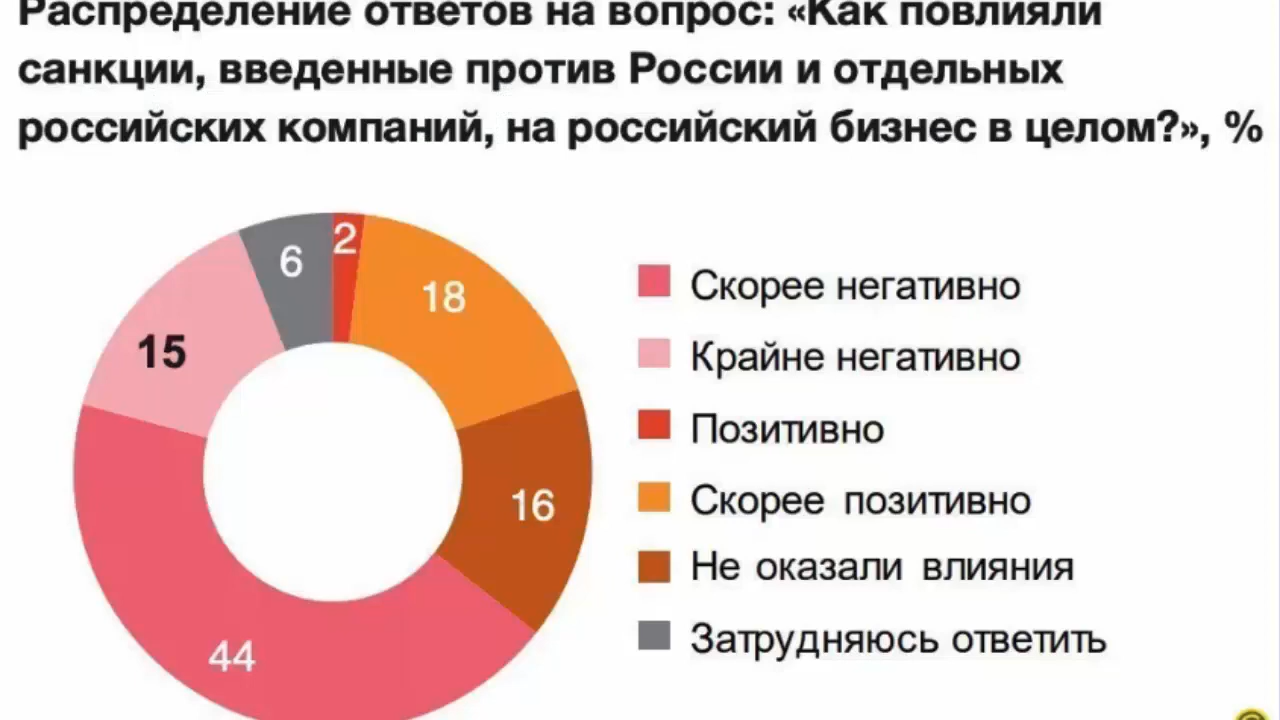 Распределение ответов на вопрос: «Как повлияли
санкции, введенные против России и отдельных
российских компаний, на российский бизнес в целом?», %
2
6
18
15
16
44
Скорее негативно
Крайне негативно
Позитивно
Скорее позитивно
Не оказали влияния
Затрудняюсь ответить